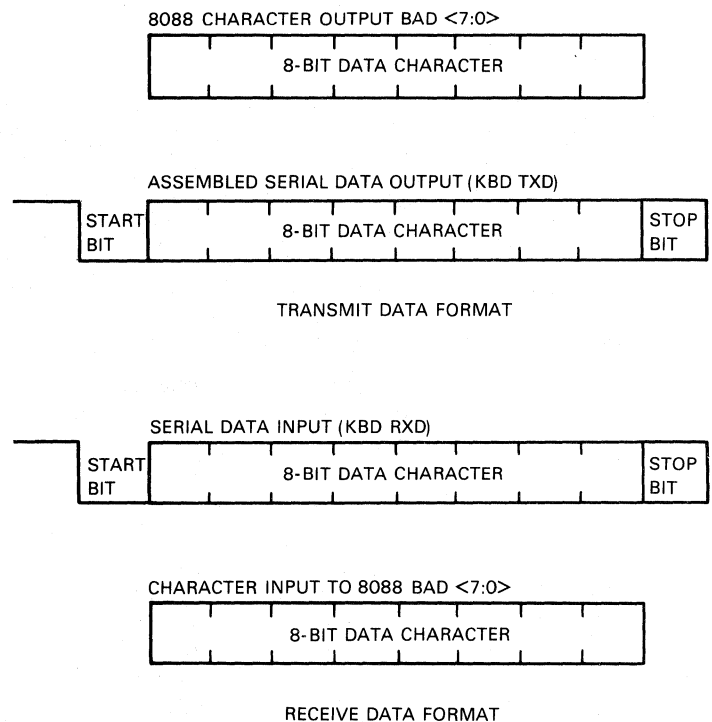 8088 CHARACTER OUTPUT BAD <7:0>
8-BIT DATA CHARACTER
ASSEMBLED SERIAL DATA OUTPUT (KBD TXD)
START
BIT
8-BIT DATA CHARACTER
STOP
BIT
TRANSMIT DATA FORMAT
SERIAL DATA INPUT (KBD RXD)
START
BIT
8-BIT DATA CHARACTER
STOP
BIT
CHARACTER INPUT TO 8088 BAD <7:0>
8-BIT DATA CHARACTER
RECEIVE DATA FORMAT